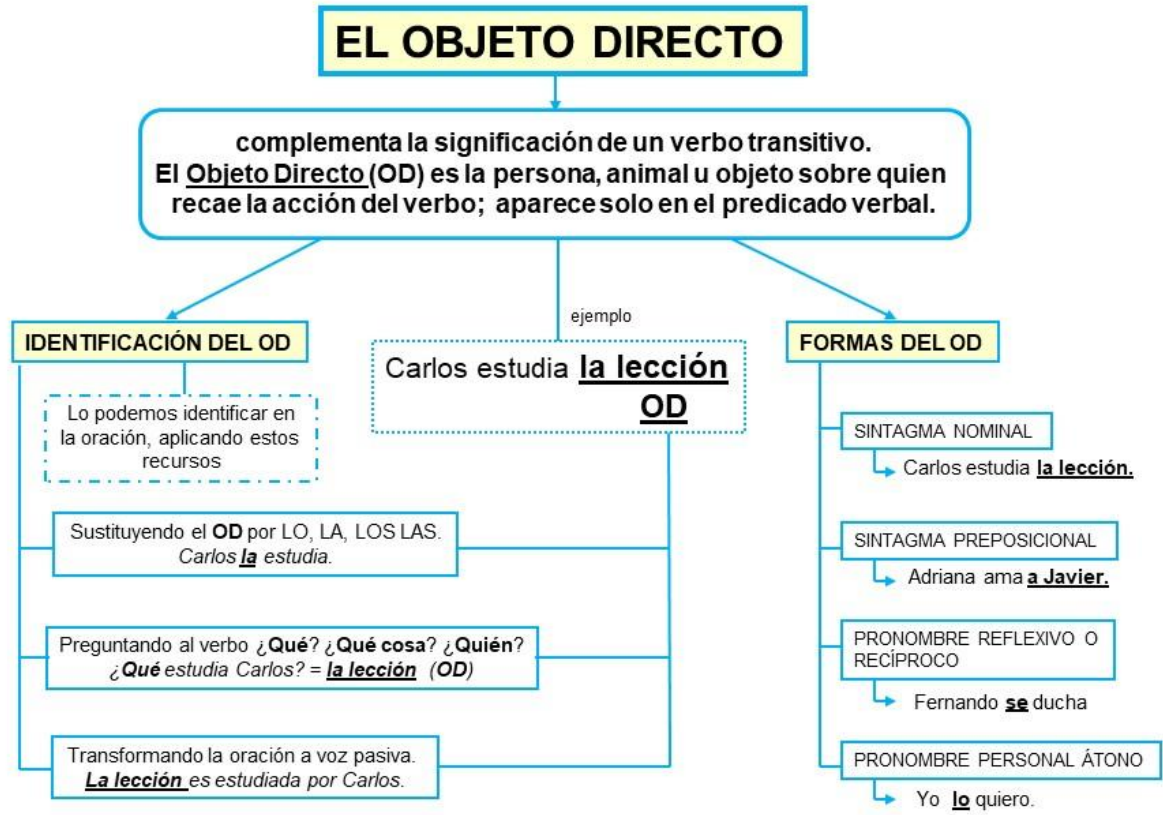 EL OBJETO DIRECTO
complementa la significación de un verbo transitivo.
El Objeto Directo (OD) es la persona, animal u objeto sobre quien
recae la acción del verbo; aparece solo en el predicado verbal.
IDENTIFICACIÓN DEL OD
Lo podemos identificar en
la oración, aplicando estos
recursos
Sustituyendo el OD por LO, LA, LOS LAS.
Carlos la estudia.
Preguntando al verbo ¿Qué? ¿Qué cosa? ¿Quién?
¿Qué estudia Carlos? = la lección (OD)
Transformando la oración a voz pasiva.
La lección es estudiada por Carlos.
ejemplo
Carlos estudia la lección
OD
FORMAS DEL OD
SINTAGMA NOMINAL
Carlos estudia la lección.
SINTAGMA PREPOSICIONAL
Adriana ama a Javier.
PRONOMBRE REFLEXIVO O
RECÍPROCO
Fernando se ducha
PRONOMBRE PERSONAL ÁTONO
Yo lo quiero.